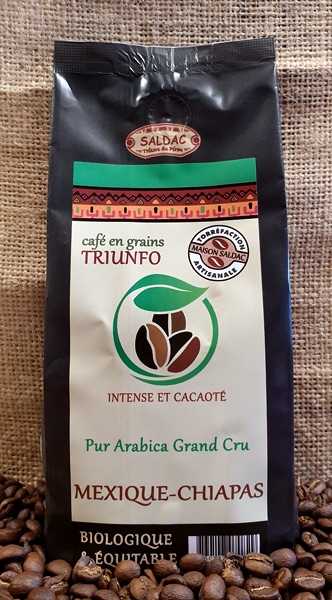 SALDAC
Trésors du Pérou
café en grains
TRIUNFO
TORRÉFACTION
MAISON SALDAC
ARTISANALE
INTENSE ET CACAOTÉ
Pur Arabica Grand Cru
MEXIQUE-CHIAPAS
BIOLOGIQUE
& ÉQUITABLE